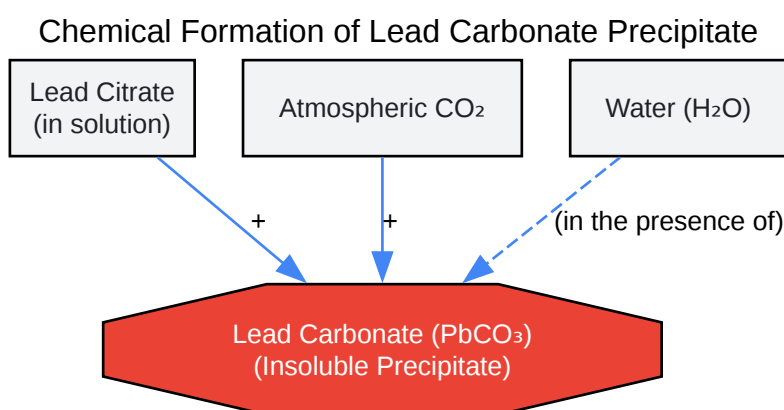 Chemical Formation of Lead Carbonate Precipitate
Lead Citrate
(in solution)
Atmospheric CO₂
Water (H₂O)
+
+
(in the presence of)
Lead Carbonate (PbCO₃)
(Insoluble Precipitate)